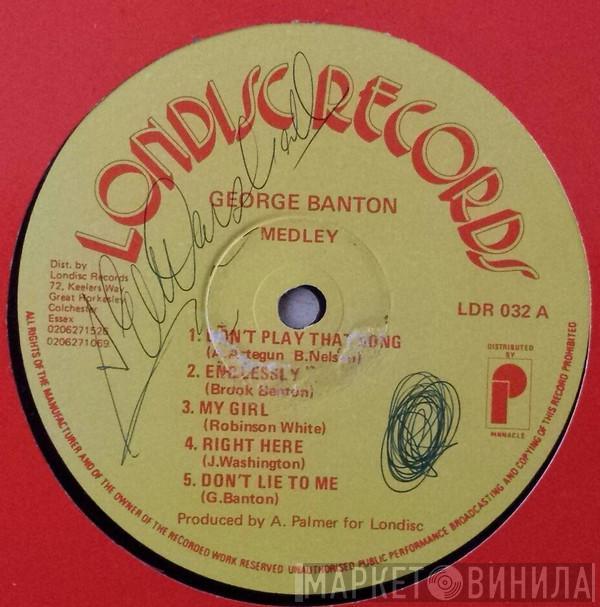 LONDISC RECORDS
GEORGE BANTON
MEDLEY
Dist. by
Londisc Records
72, Keelers Way
Great Horkesley
Colchester
Essex
0206271526
0206271069
LDR 032 A
DISTRIBUTED
BY
PINNACLE
1. DON'T PLAY THAT SONG
(A. Ertegun B. Nelson)
2. ENDLESSLY
(Brook Benton)
3. MY GIRL
(Robinson White)
4. RIGHT HERE
(J.Washington)
5. DON'T LIE TO ME
(G.Banton)
Produced by A. Palmer for Londisc
ALL RIGHTS OF THE MANUFACTURER AND OF THE OWNER OF THE RECORDED WORK RESERVED UNAUTHORISED PUBLIC PERFORMANCE BROADCASTING AND COPYING OF THIS RECORD PROHIBITED
МАРКЕТ ВИНИЛА